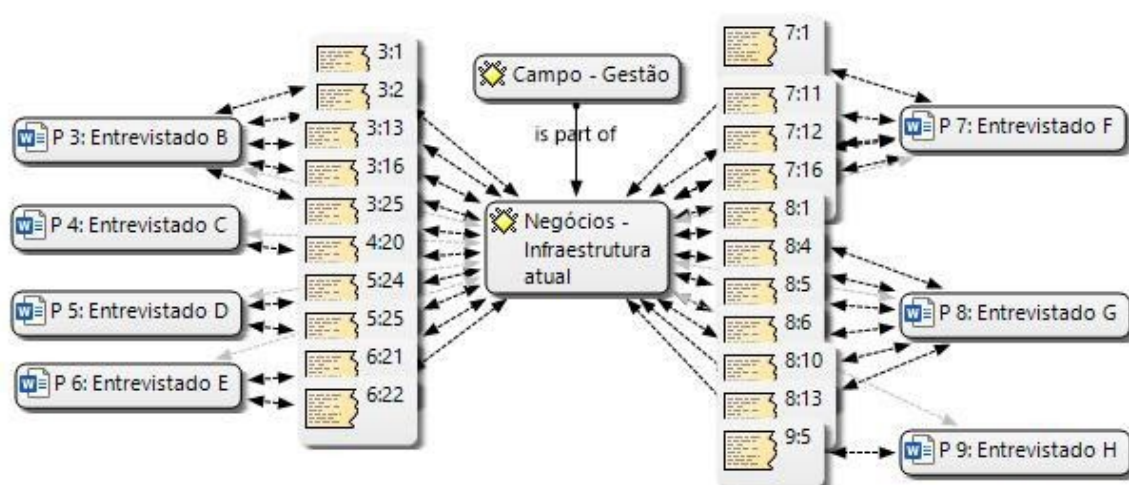 3:1
3:2
3:13
3:16
3:25
4:20
5:24
5:25
6:21
6:22
P 3: Entrevistado B
P 4: Entrevistado C
P 5: Entrevistado D
P 6: Entrevistado E
Campo - Gestão
is part of
Negócios -
Infraestrutura
atual
7:1
7:11
7:12
7:16
8:1
8:4
8:5
8:6
8:10
8:13
9:5
P 7: Entrevistado F
P 8: Entrevistado G
P 9: Entrevistado H